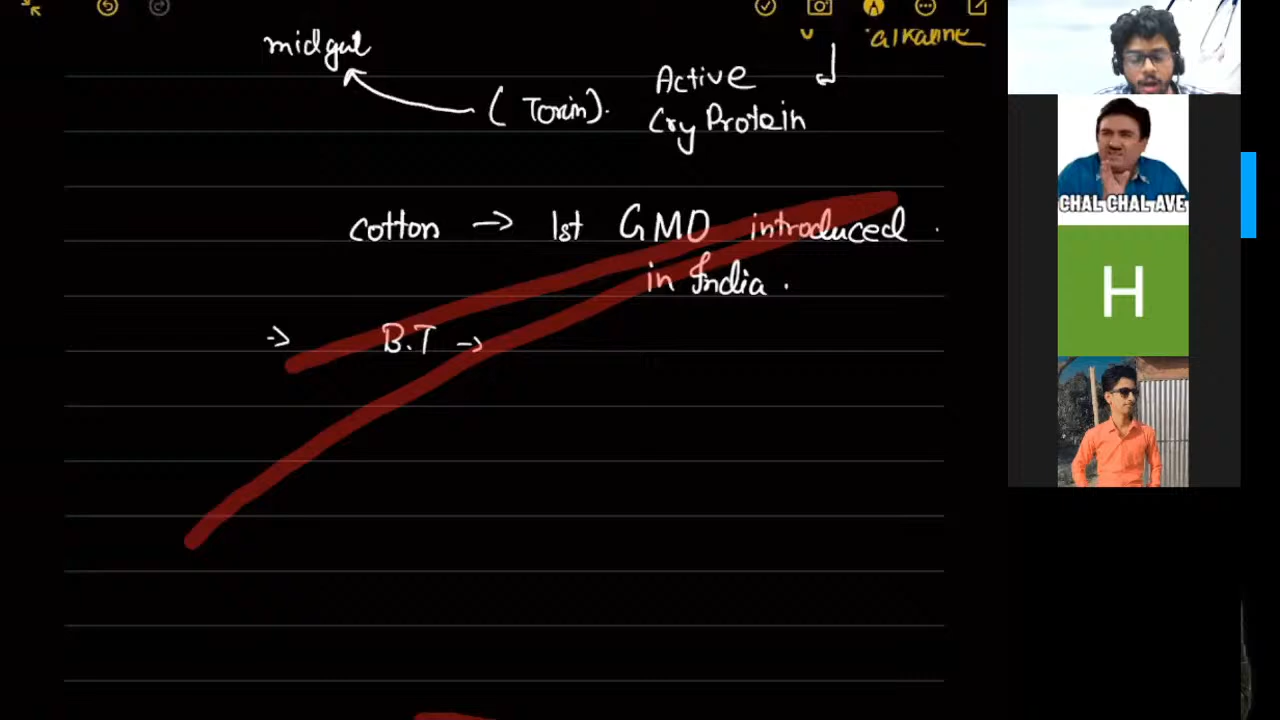 alkaline
midgut
Active
(Toxin).
Cry Protein
cotton → 1st GMO introduced.
in India.
→ B.T →
CHAL CHAL AVE
H